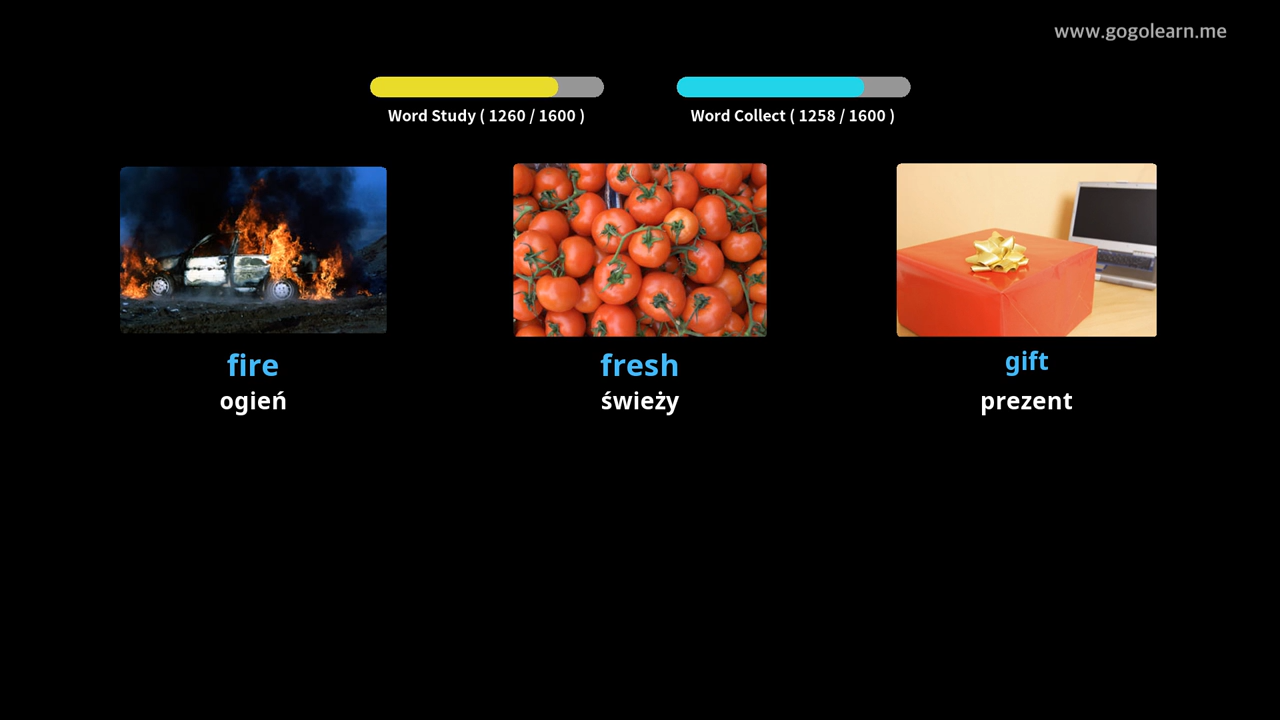 www.gogolearn.me
Word Study ( 1260 / 1600 )
Word Collect ( 1258 / 1600 )
fire
ogień
fresh
świeży
gift
prezent